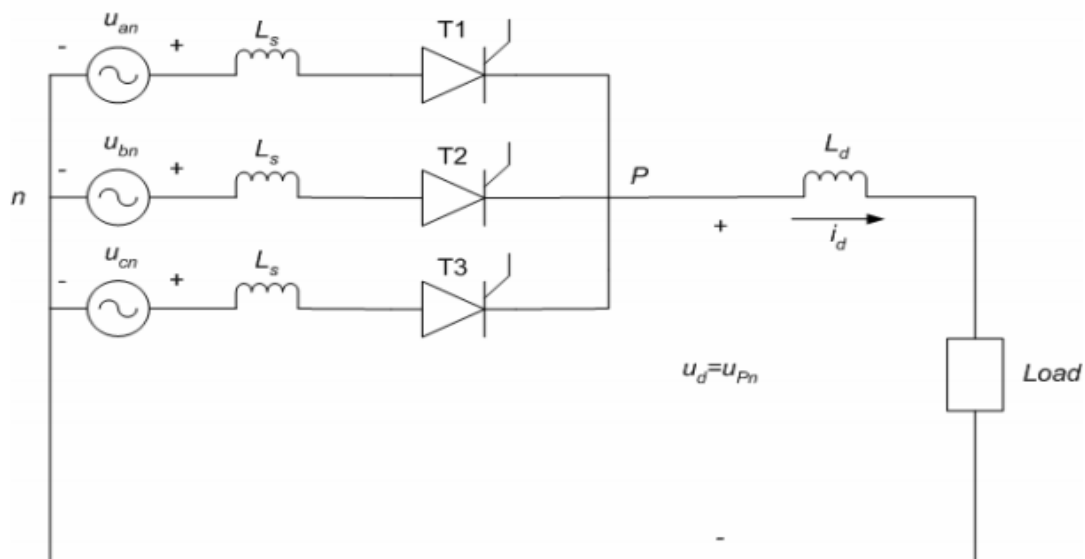 u_an
- + L_s T1
u_bn
- + L_s T2
n
P
L_d
u_cn
- + L_s T3
+
i_d
u_d=u_Pn
Load
-